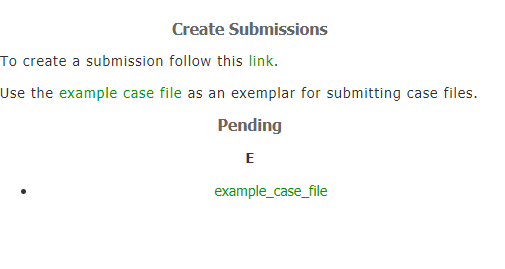 Create Submissions
To create a submission follow this link.
Use the example case file as an exemplar for submitting case files.
Pending
E
example_case_file